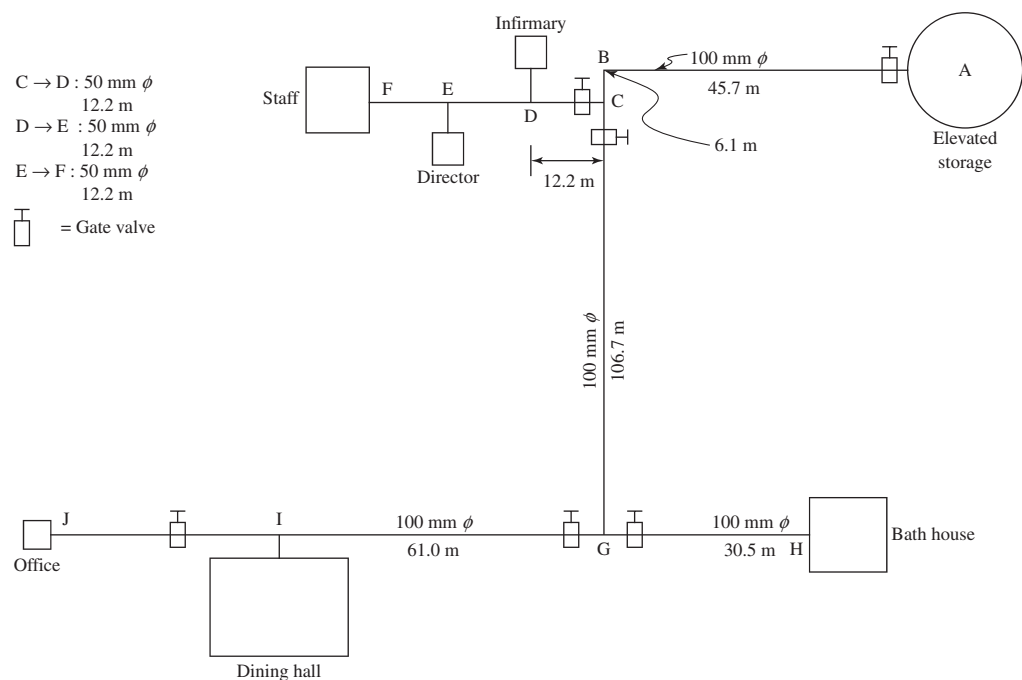 Infirmary
B
100 mm ϕ
45.7 m
A
Elevated
storage
C → D : 50 mm ϕ
12.2 m
D → E : 50 mm ϕ
12.2 m
E → F : 50 mm ϕ
12.2 m
= Gate valve
Staff
F
E
D
C
Director
12.2 m
6.1 m
100 mm ϕ
106.7 m
J
I
100 mm ϕ
61.0 m
G
100 mm ϕ
30.5 m
H
Bath house
Office
Dining hall